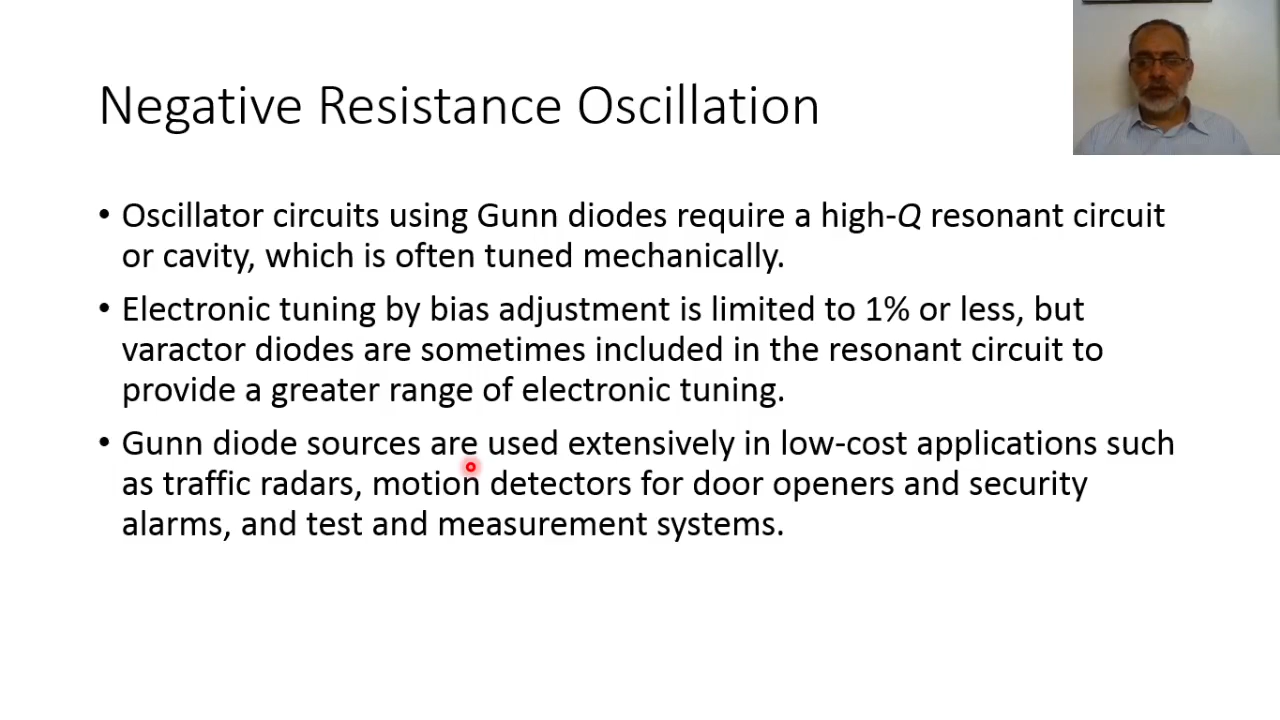 Negative Resistance Oscillation
• Oscillator circuits using Gunn diodes require a high-Q resonant circuit
or cavity, which is often tuned mechanically.
• Electronic tuning by bias adjustment is limited to 1% or less, but
varactor diodes are sometimes included in the resonant circuit to
provide a greater range of electronic tuning.
• Gunn diode sources are used extensively in low-cost applications such
as traffic radars, motion detectors for door openers and security
alarms, and test and measurement systems.